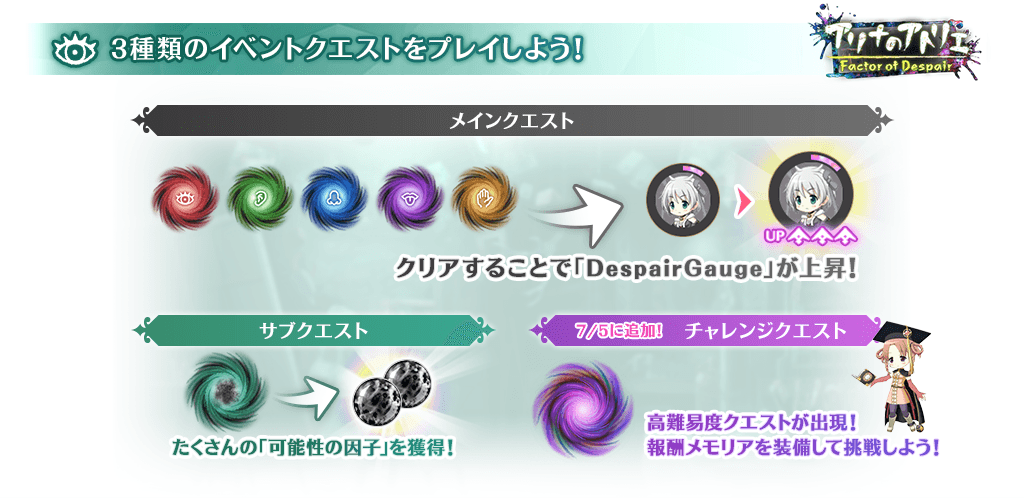 3種類のイベントクエストをプレイしよう!
アリナのアトリエ
Factor of Despair
メインクエスト
UP
クリアすることで「DespairGauge」が上昇!
サブクエスト
たくさんの「可能性の因子」を獲得!
7/5に追加! チャレンジクエスト
高難易度クエストが出現!
報酬メモリアを装備して挑戦しよう!